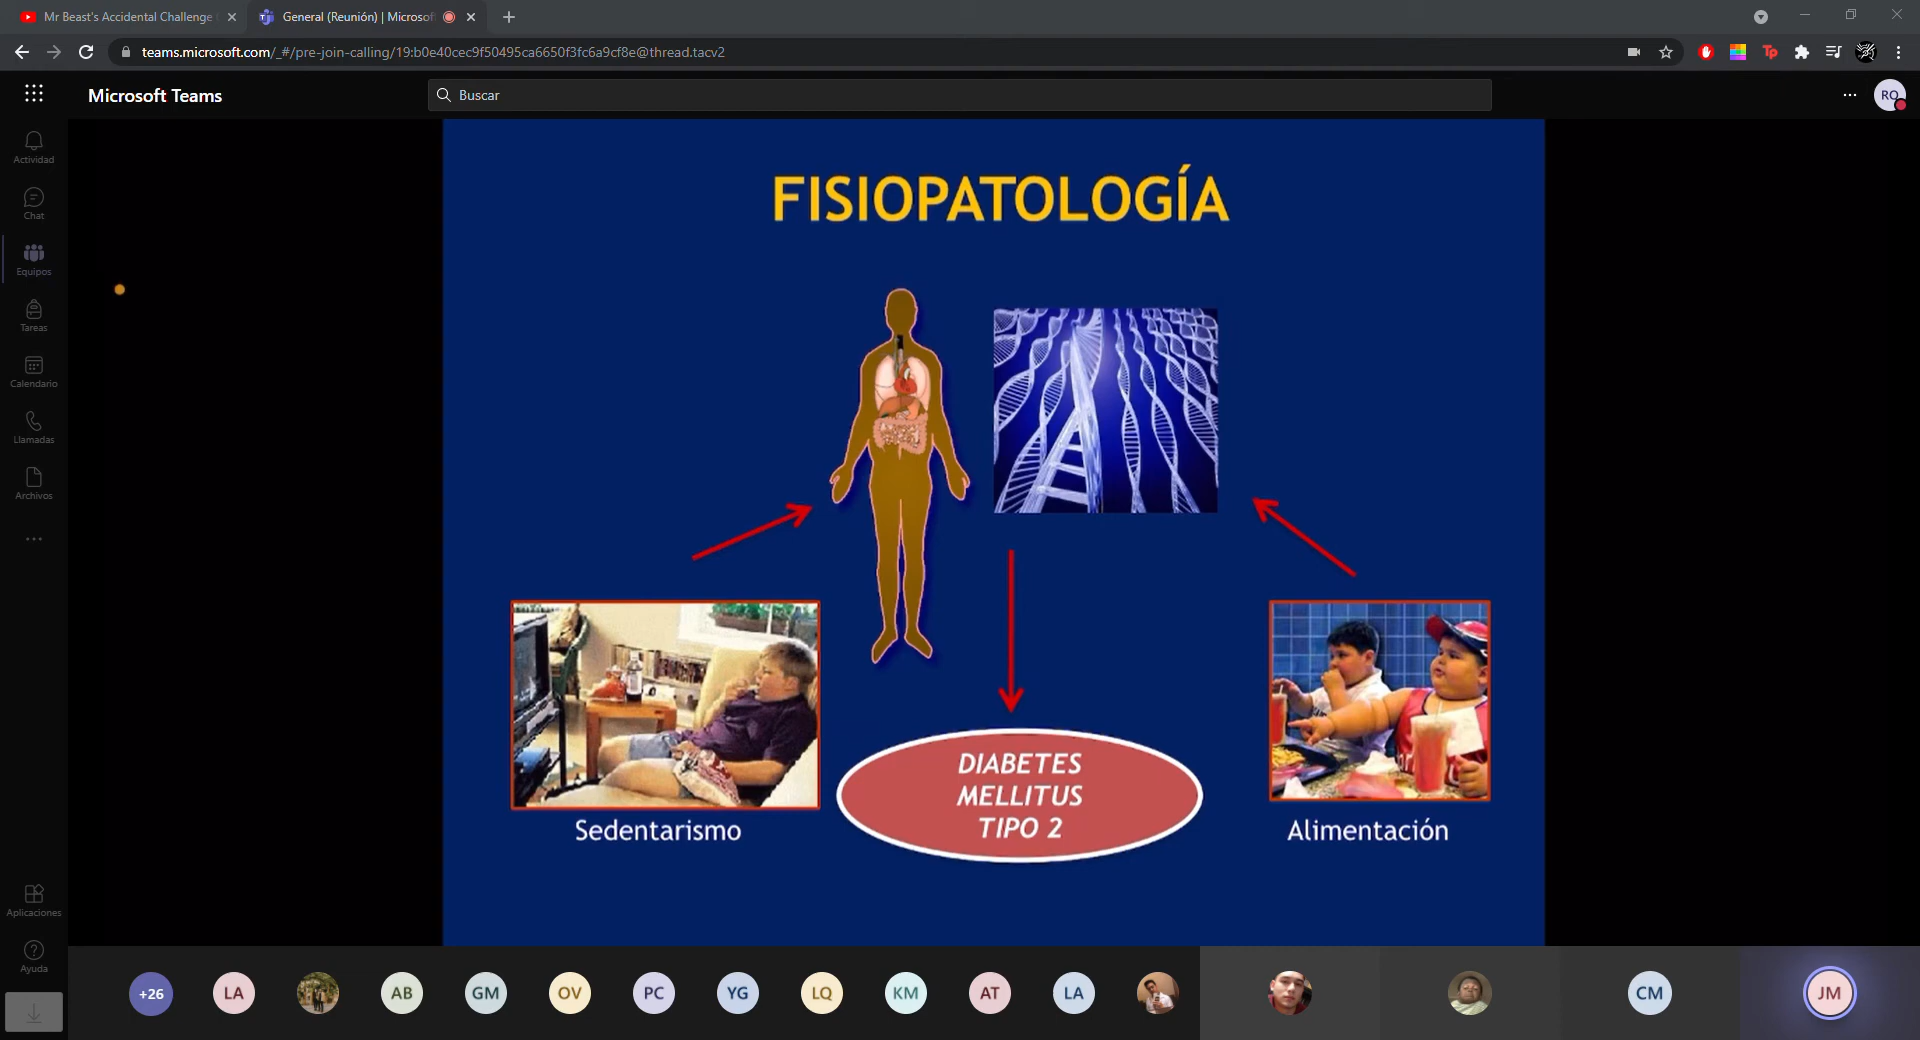 Mr Beast's Accidental Challenge
General (Reunión) | Microsof
teams.microsoft.com/_#/pre-join-calling/19:b0e40cec9f50495ca6650f3fc6a9cf8e@thread.tacv2
Microsoft Teams
Buscar
RO
Actividad
Chat
Equipos
Tareas
Calendario
Llamadas
Archivos
Aplicaciones
Ayuda
FISIOPATOLOGÍA
Sedentarismo
DIABETES
MELLITUS
TIPO 2
Alimentación
+26
LA
AB
GM
OV
PC
YG
LQ
KM
AT
LA
CM
JM